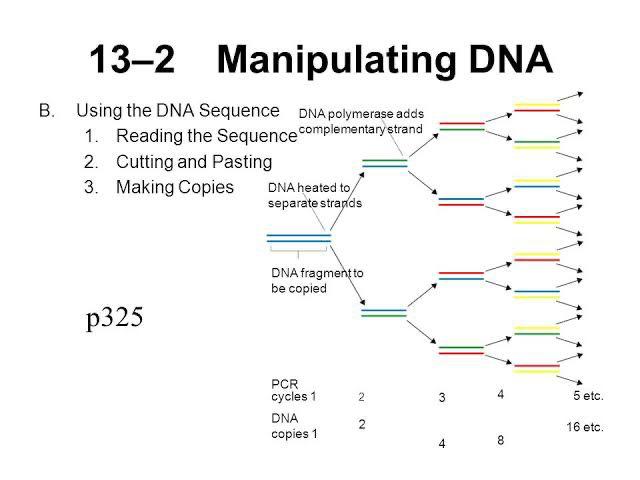 13–2 Manipulating DNA
B. Using the DNA Sequence
1. Reading the Sequence
2. Cutting and Pasting
3. Making Copies
DNA polymerase adds
complementary strand
DNA heated to
separate strands
DNA fragment to
be copied
p325
PCR
cycles 1 2 3 4 5 etc.
DNA
copies 1 2 4 8 16 etc.